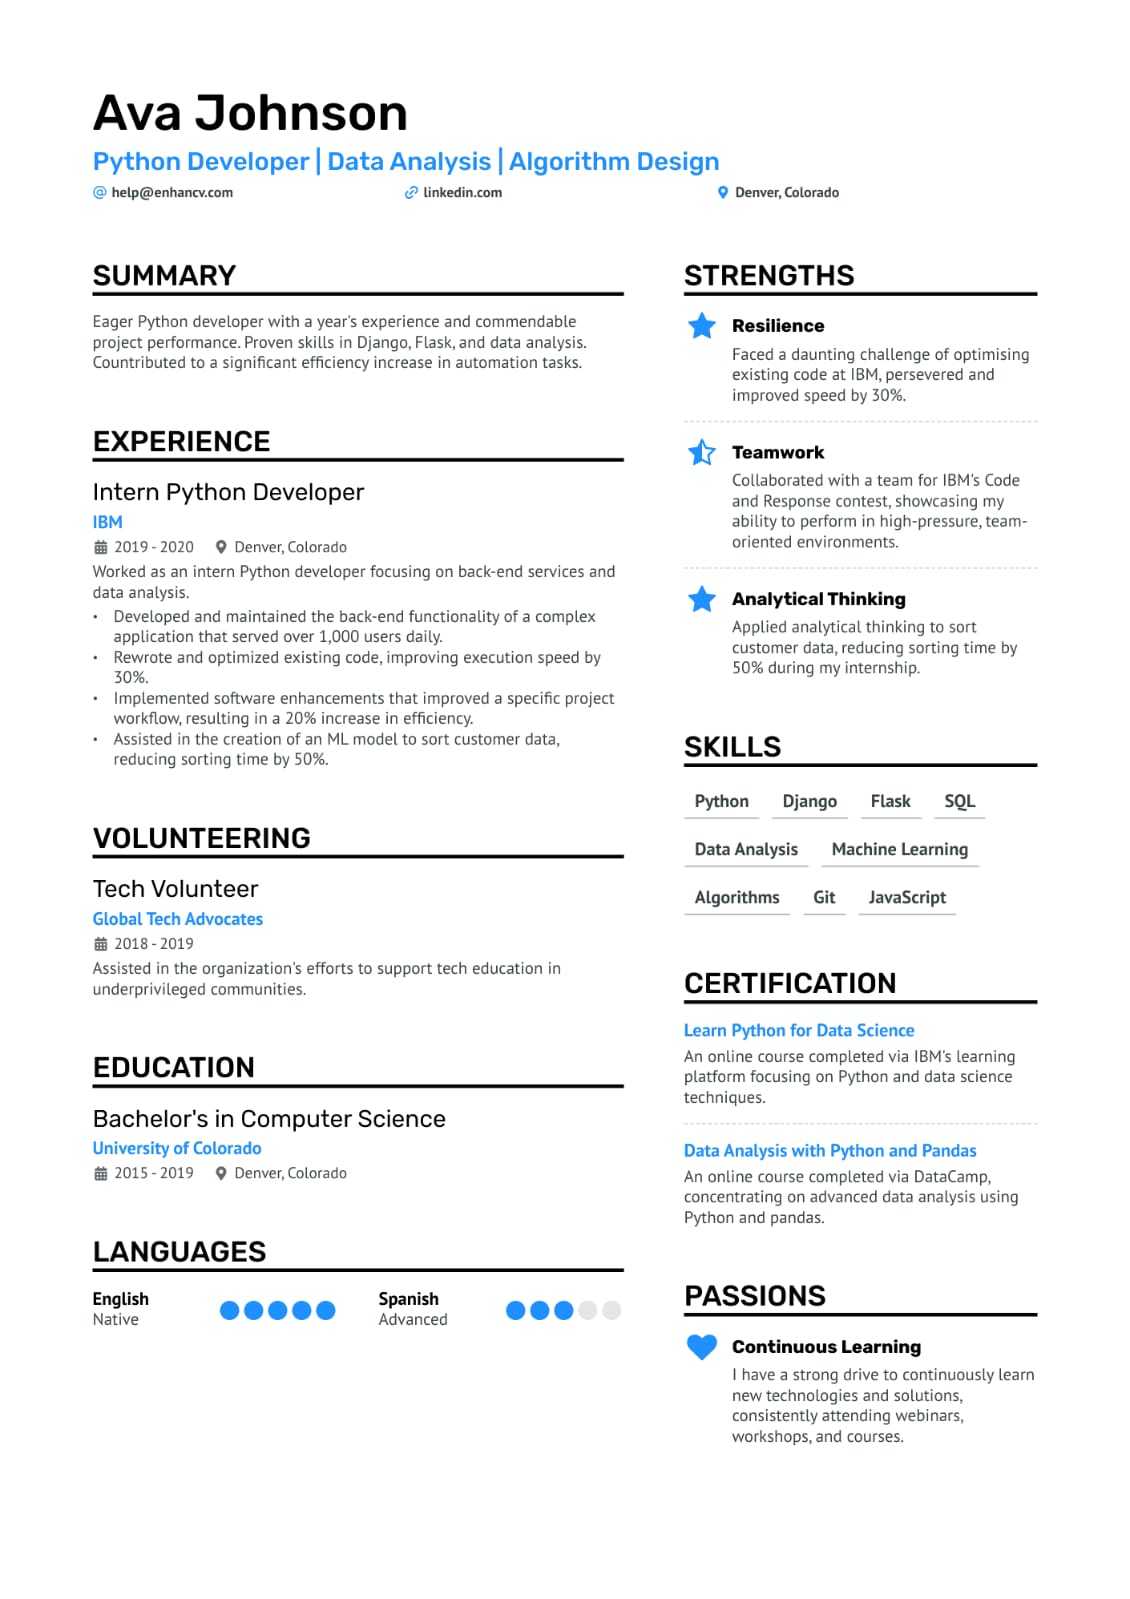 Ava Johnson
Python Developer | Data Analysis | Algorithm Design
help@enhancv.com linkedin.com Denver, Colorado
SUMMARY
Eager Python developer with a year's experience and commendable
project performance. Proven skills in Django, Flask, and data analysis.
Countributed to a significant efficiency increase in automation tasks.
EXPERIENCE
Intern Python Developer
IBM
2019 - 2020 Denver, Colorado
Worked as an intern Python developer focusing on back-end services and
data analysis.
• Developed and maintained the back-end functionality of a complex
application that served over 1,000 users daily.
• Rewrote and optimized existing code, improving execution speed by
30%.
• Implemented software enhancements that improved a specific project
workflow, resulting in a 20% increase in efficiency.
• Assisted in the creation of an ML model to sort customer data,
reducing sorting time by 50%.
VOLUNTEERING
Tech Volunteer
Global Tech Advocates
2018 - 2019
Assisted in the organization's efforts to support tech education in
underprivileged communities.
EDUCATION
Bachelor's in Computer Science
University of Colorado
2015 - 2019 Denver, Colorado
LANGUAGES
English
Native
Spanish
Advanced
STRENGTHS
Resilience
Faced a daunting challenge of optimising
existing code at IBM, persevered and
improved speed by 30%.
Teamwork
Collaborated with a team for IBM's Code
and Response contest, showcasing my
ability to perform in high-pressure, team-
oriented environments.
Analytical Thinking
Applied analytical thinking to sort
customer data, reducing sorting time by
50% during my internship.
SKILLS
Python Django Flask SQL
Data Analysis Machine Learning
Algorithms Git JavaScript
CERTIFICATION
Learn Python for Data Science
An online course completed via IBM's learning
platform focusing on Python and data science
techniques.
Data Analysis with Python and Pandas
An online course completed via DataCamp,
concentrating on advanced data analysis using
Python and pandas.
PASSIONS
Continuous Learning
I have a strong drive to continuously learn
new technologies and solutions,
consistently attending webinars,
workshops, and courses.